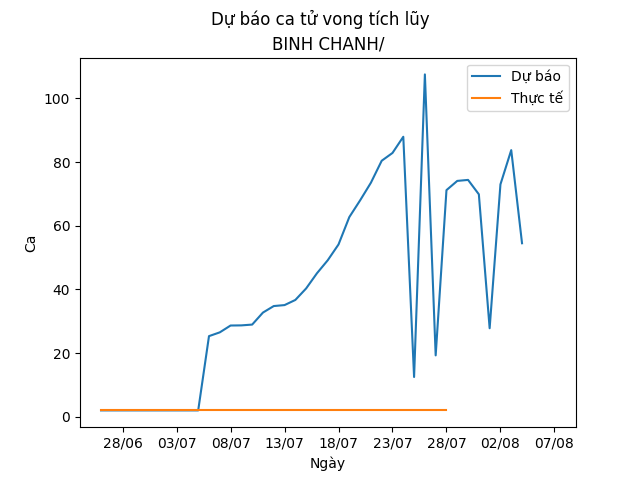 Dự báo ca tử vong tích lũy
BINH CHANH/
Dự báo
Thực tế
100
80
60
40
20
0
Ca
28/06 03/07 08/07 13/07 18/07 23/07 28/07 02/08 07/08
Ngày